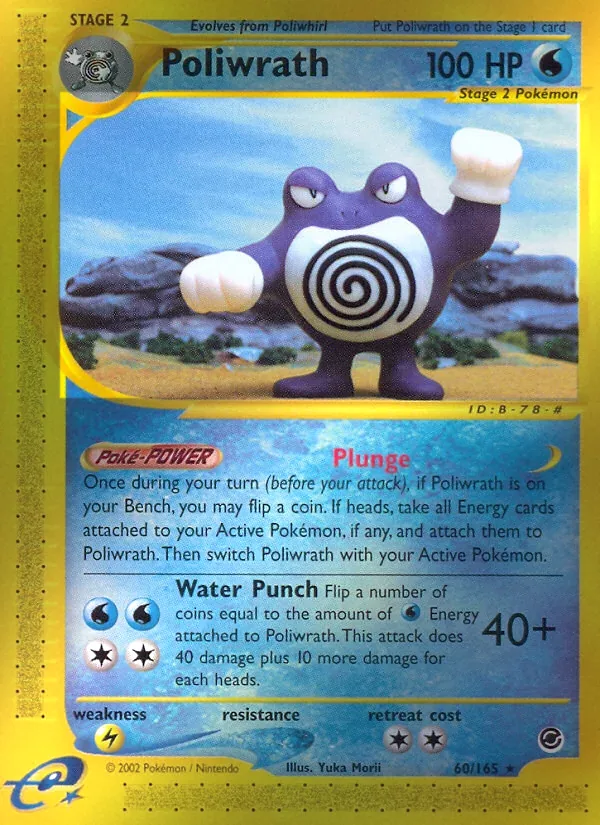 STAGE 2
Evolves from Poliwhirl Put Poliwrath on the Stage 1 card
Poliwrath 100 HP
Stage 2 Pokémon
ID:B-78-#
Poké-POWER Plunge
Once during your turn (before your attack), if Poliwrath is on
your Bench, you may flip a coin. If heads, take all Energy cards
attached to your Active Pokémon, if any, and attach them to
Poliwrath. Then switch Poliwrath with your Active Pokémon.
Water Punch Flip a number of
coins equal to the amount of Energy
attached to Poliwrath. This attack does
40 damage plus 10 more damage for
each heads.
40+
weakness resistance retreat cost
© 2002 Pokémon / Nintendo Illus. Yuka Morii 60/165 ★
e